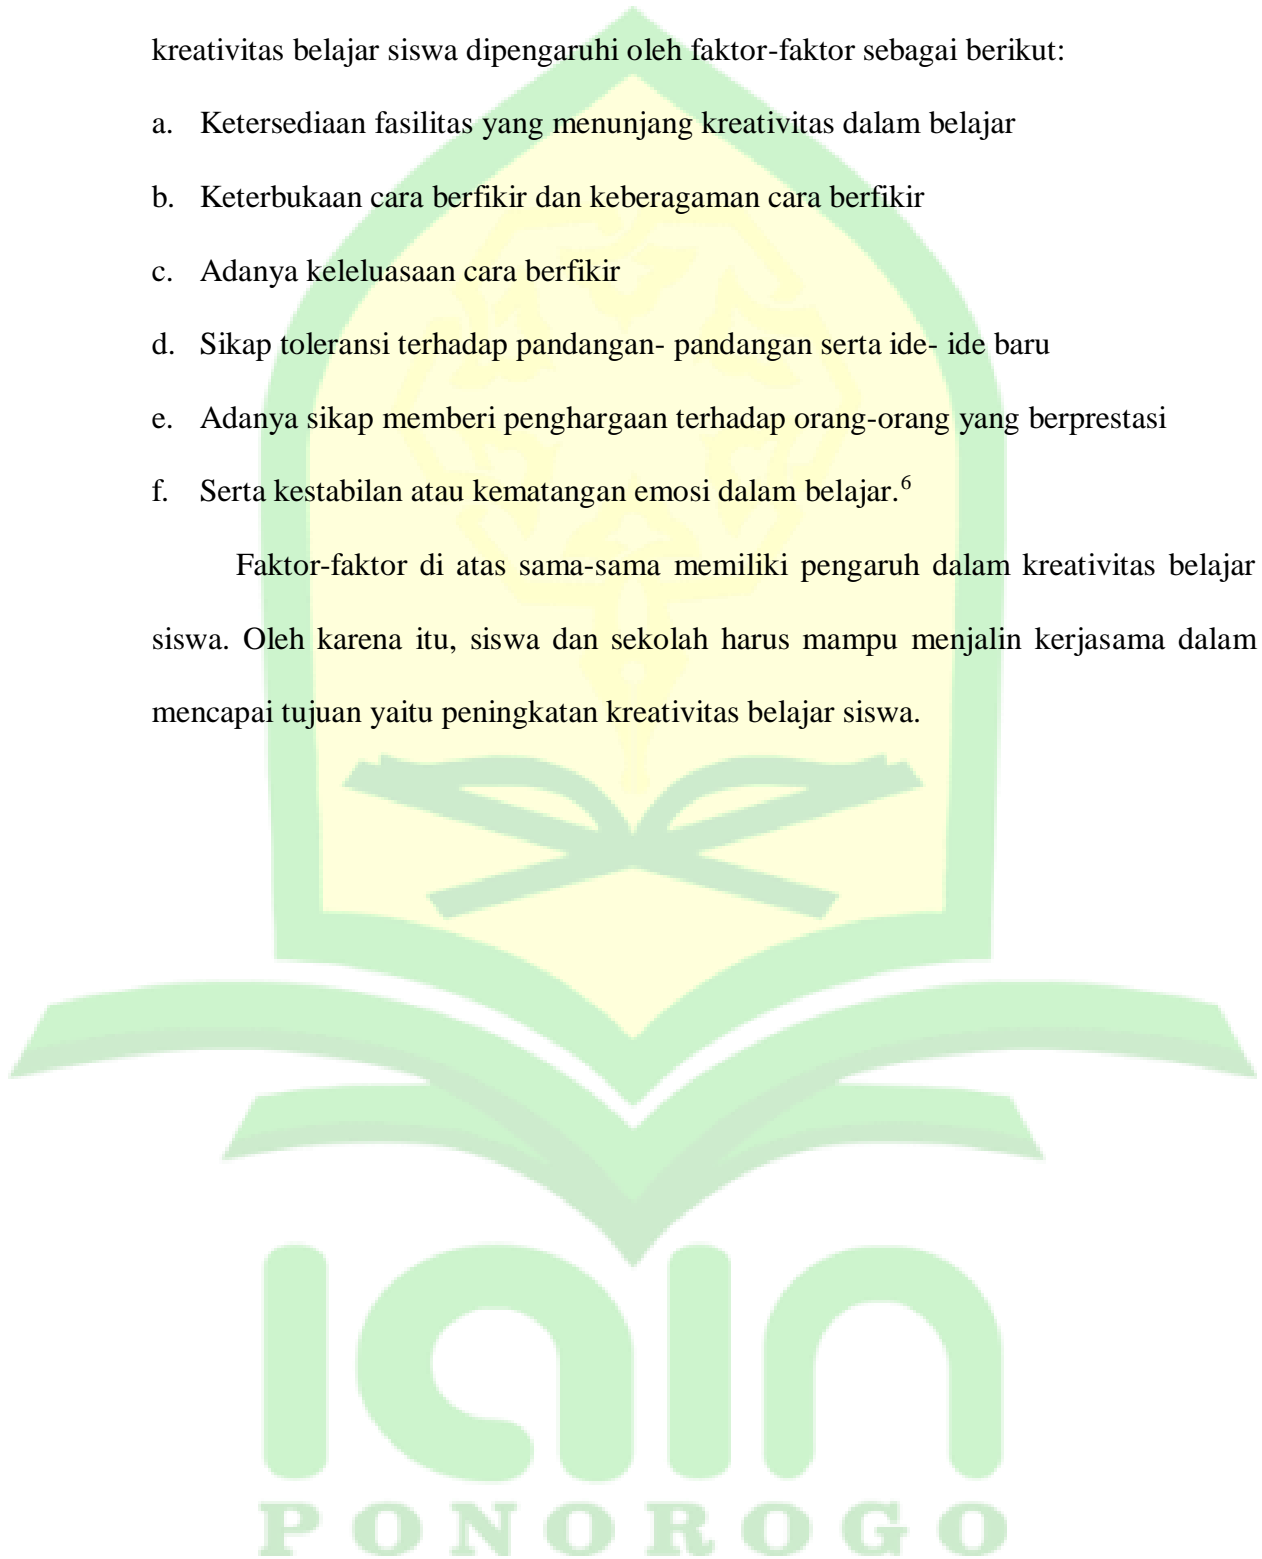 kreativitas belajar siswa dipengaruhi oleh faktor-faktor sebagai berikut:
a. Ketersediaan fasilitas yang menunjang kreativitas dalam belajar
b. Keterbukaan cara berfikir dan keberagaman cara berfikir
c. Adanya keleluasaan cara berfikir
d. Sikap toleransi terhadap pandangan- pandangan serta ide- ide baru
e. Adanya sikap memberi penghargaan terhadap orang-orang yang berprestasi
f. Serta kestabilan atau kematangan emosi dalam belajar.⁶
Faktor-faktor di atas sama-sama memiliki pengaruh dalam kreativitas belajar
siswa. Oleh karena itu, siswa dan sekolah harus mampu menjalin kerjasama dalam
mencapai tujuan yaitu peningkatan kreativitas belajar siswa.
iain
PONOROGO